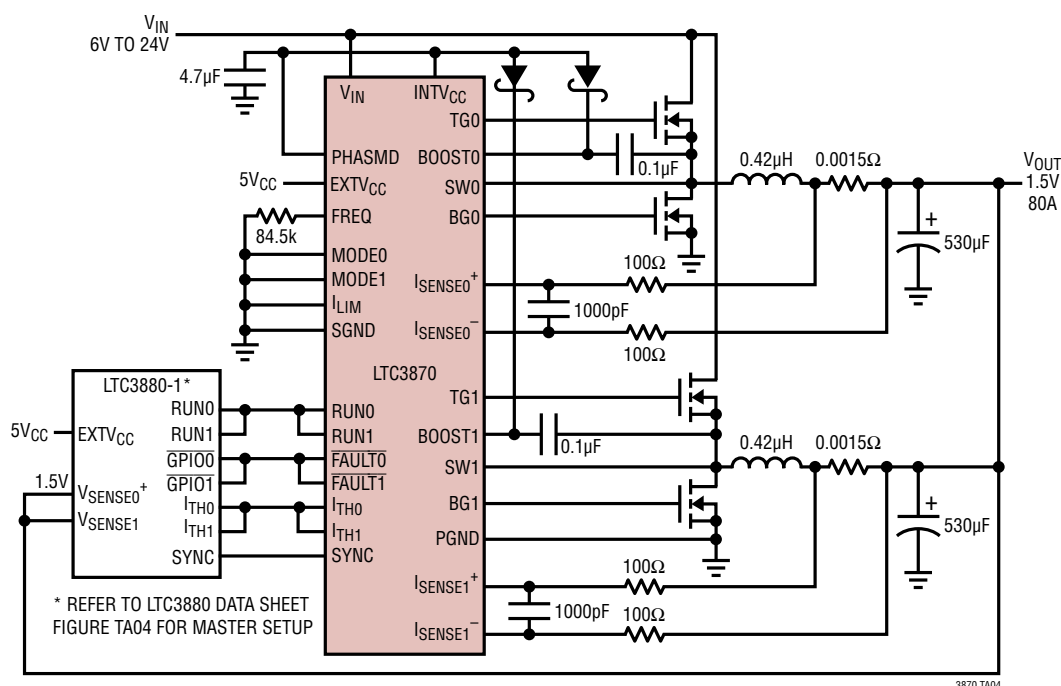 VIN
6V TO 24V
4.7µF
VIN
INTVCC
TG0
PHASMD
BOOST0
0.1µF
0.42µH
0.0015Ω
VOUT
1.5V
80A
5VCC
EXTVCC
SW0
FREQ
BG0
84.5k
+
530µF
MODE0
MODE1
ISENSE0+
100Ω
ILIM
1000pF
SGND
ISENSE0–
100Ω
LTC3870
LTC3880-1*
TG1
RUN0
RUN0
5VCC
EXTVCC
RUN1
RUN1
BOOST1
0.1µF
0.42µH
0.0015Ω
GPIO0
FAULT0
SW1
1.5V
GPIO1
FAULT1
VSENSE0+
ITH0
ITH0
BG1
+
530µF
VSENSE1
ITH1
ITH1
PGND
SYNC
SYNC
100Ω
ISENSE1+
* REFER TO LTC3880 DATA SHEET
FIGURE TA04 FOR MASTER SETUP
1000pF
100Ω
ISENSE1–
3870 TA04